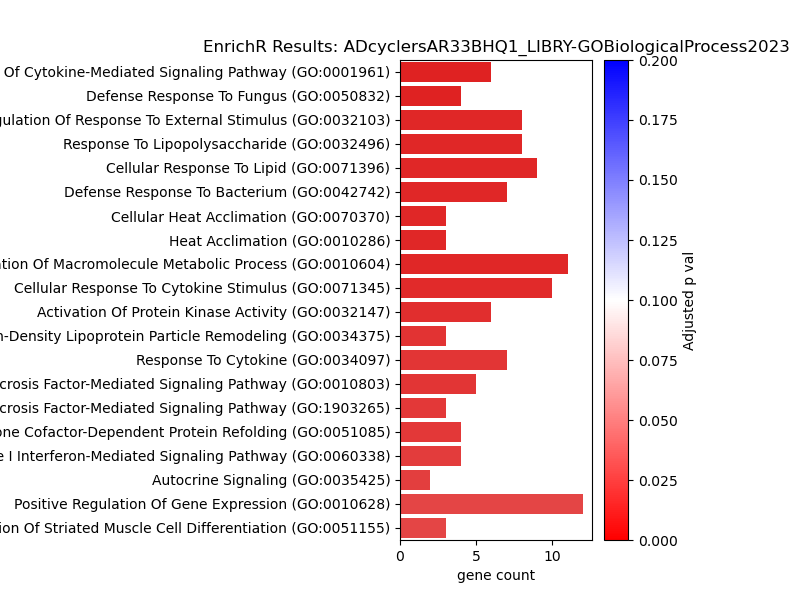 EnrichR Results: ADcyclersAR33BHQ1_LIBRY-GOBiologicalProcess2023
Of Cytokine-Mediated Signaling Pathway (GO:0001961)
Defense Response To Fungus (GO:0050832)
gulation Of Response To External Stimulus (GO:0032103)
Response To Lipopolysaccharide (GO:0032496)
Cellular Response To Lipid (GO:0071396)
Defense Response To Bacterium (GO:0042742)
Cellular Heat Acclimation (GO:0070370)
Heat Acclimation (GO:0010286)
ation Of Macromolecule Metabolic Process (GO:0010604)
Cellular Response To Cytokine Stimulus (GO:0071345)
Activation Of Protein Kinase Activity (GO:0032147)
h-Density Lipoprotein Particle Remodeling (GO:0034375)
Response To Cytokine (GO:0034097)
crosis Factor-Mediated Signaling Pathway (GO:0010803)
crosis Factor-Mediated Signaling Pathway (GO:1903265)
one Cofactor-Dependent Protein Refolding (GO:0051085)
e I Interferon-Mediated Signaling Pathway (GO:0060338)
Autocrine Signaling (GO:0035425)
Positive Regulation Of Gene Expression (GO:0010628)
ion Of Striated Muscle Cell Differentiation (GO:0051155)
0 5 10
gene count
0.200
0.175
0.150
0.125
0.100
0.075
0.050
0.025
0.000
Adjusted p val